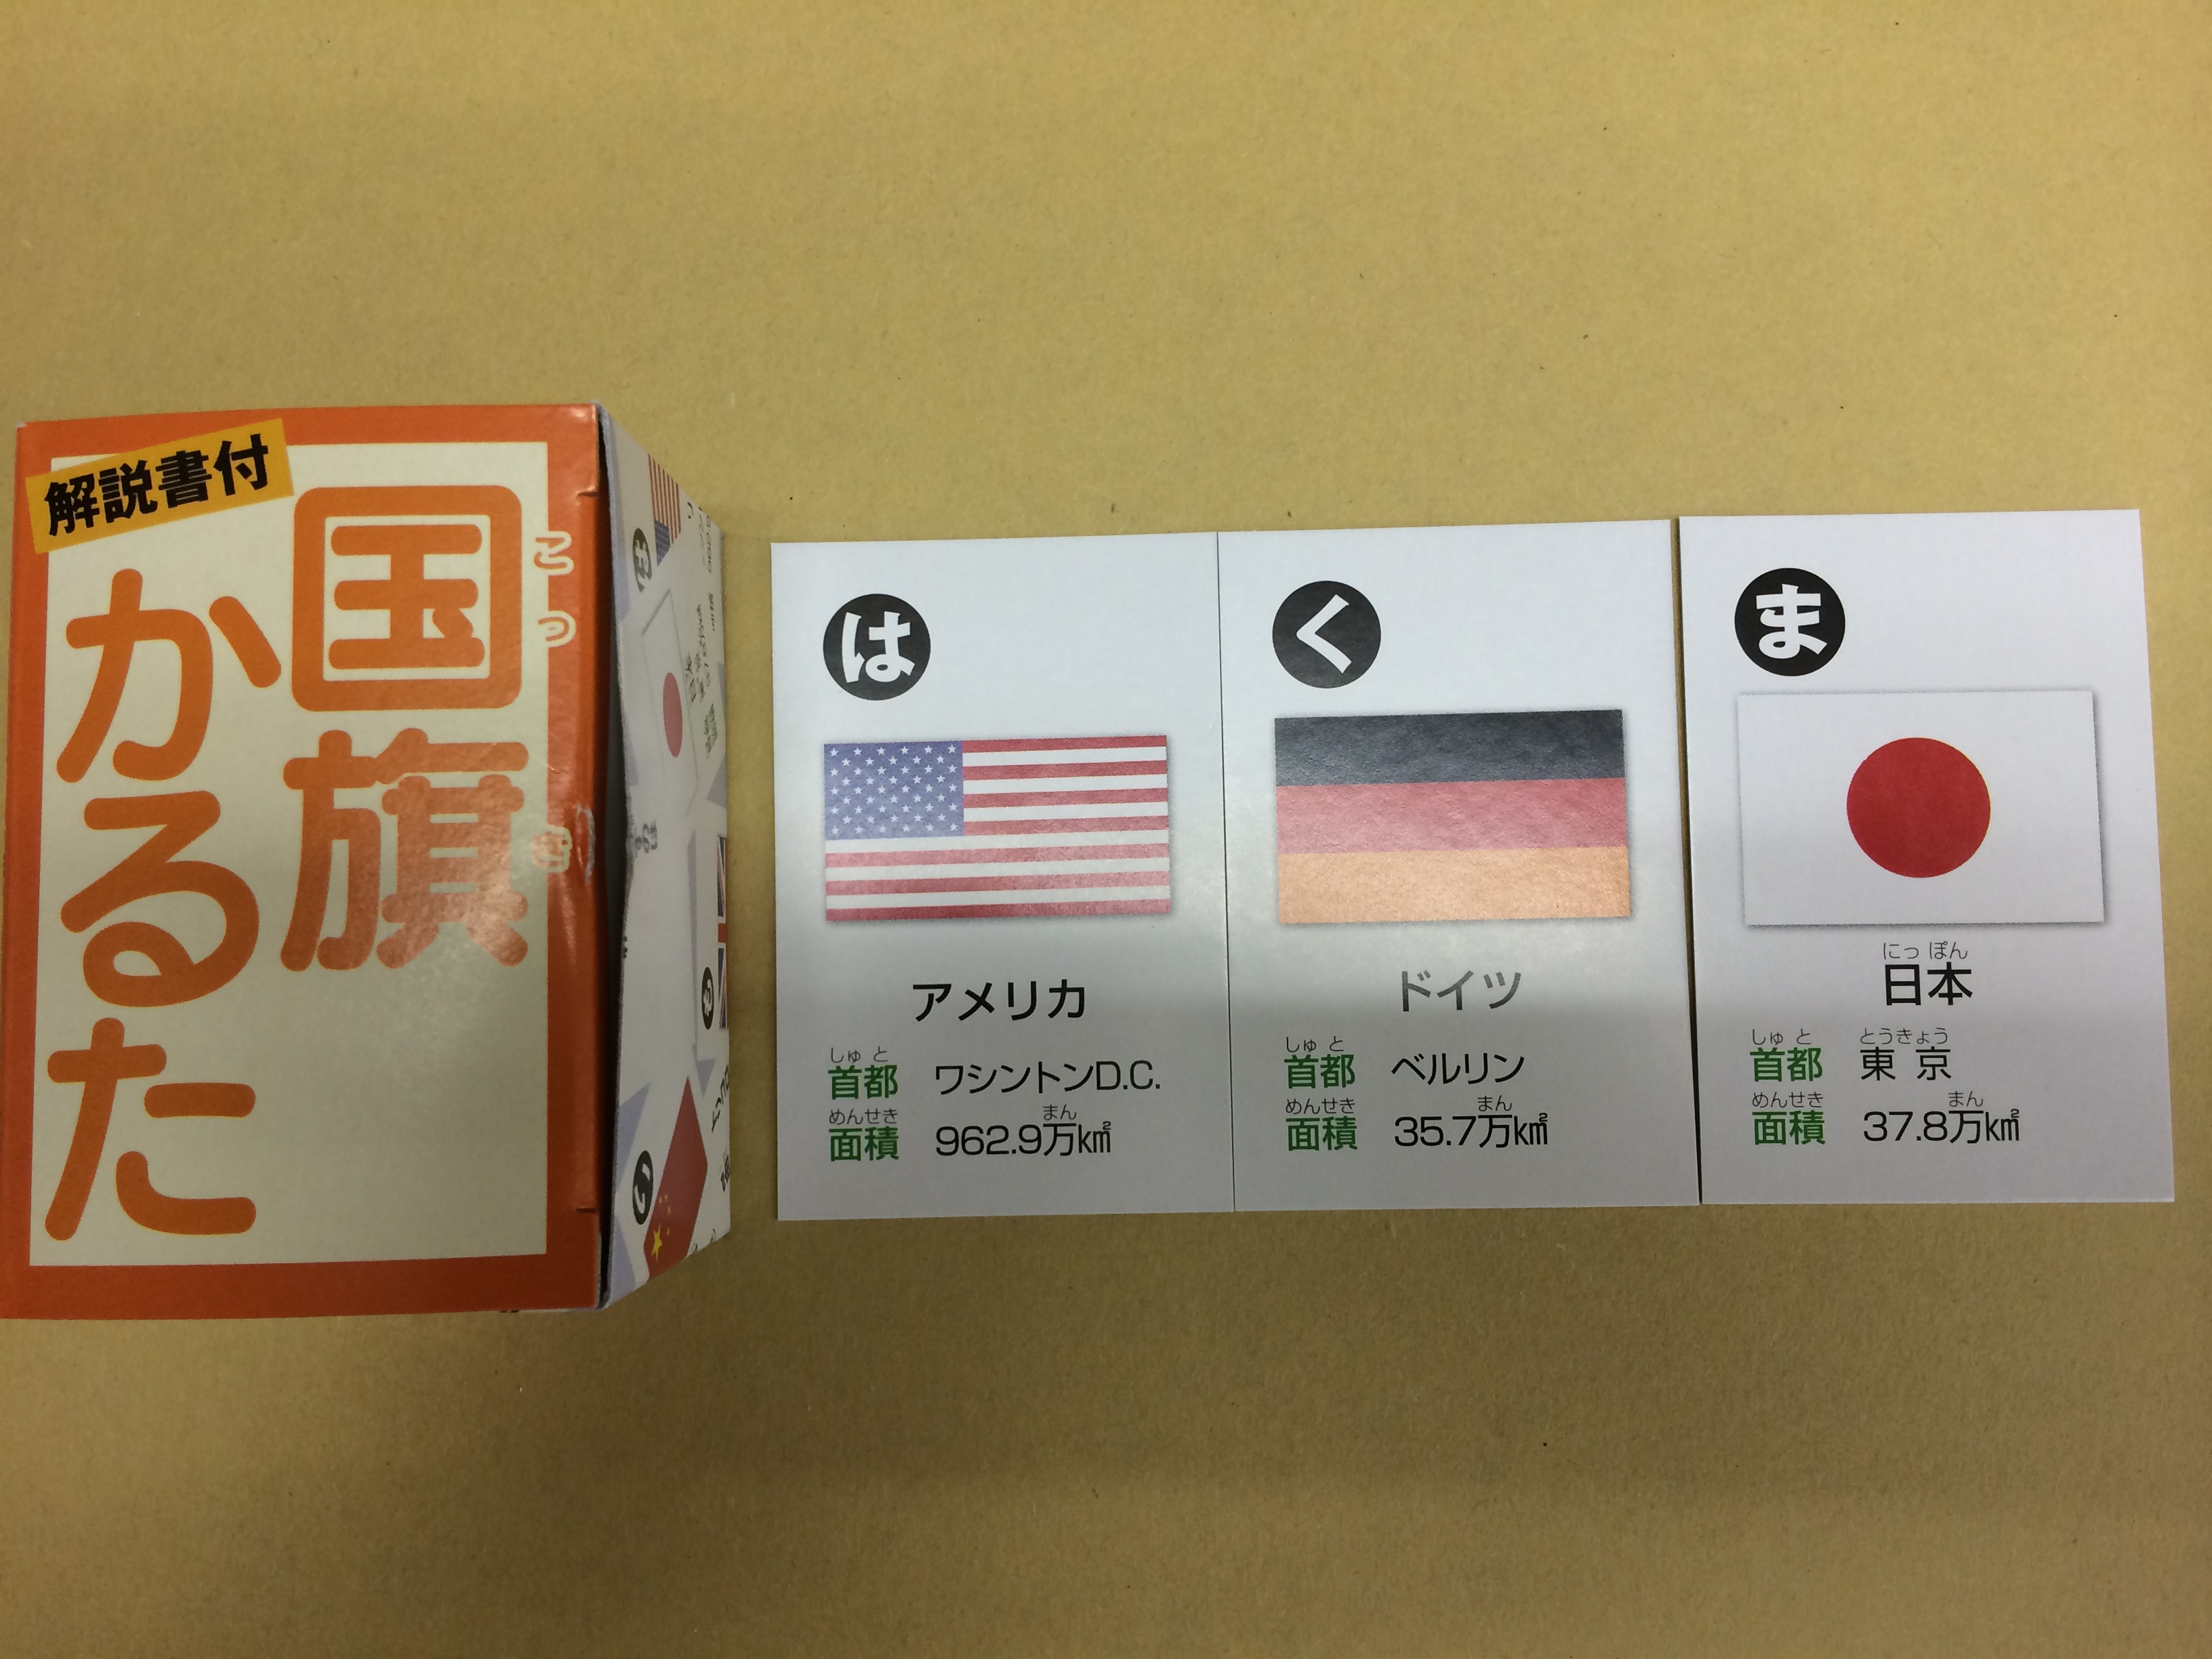 解説書付
国旗
こっき
かるた
は
アメリカ
しゅと
首都 ワシントンD.C.
めんせき まん
面積 962.9万km²
く
ドイツ
しゅと
首都 ベルリン
めんせき まん
面積 35.7万km²
ま
にっぽん
日本
しゅと とうきょう
首都 東京
めんせき まん
面積 37.8万km²